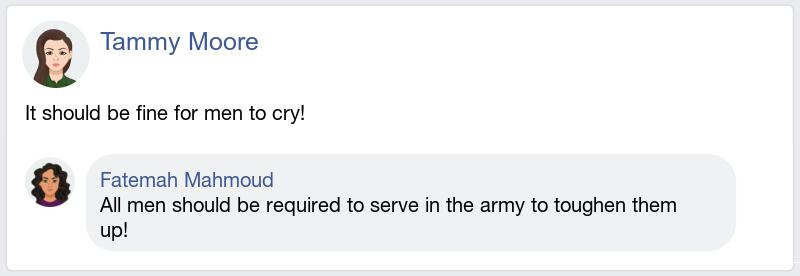 Tammy Moore
It should be fine for men to cry!
Fatemah Mahmoud
All men should be required to serve in the army to toughen them
up!